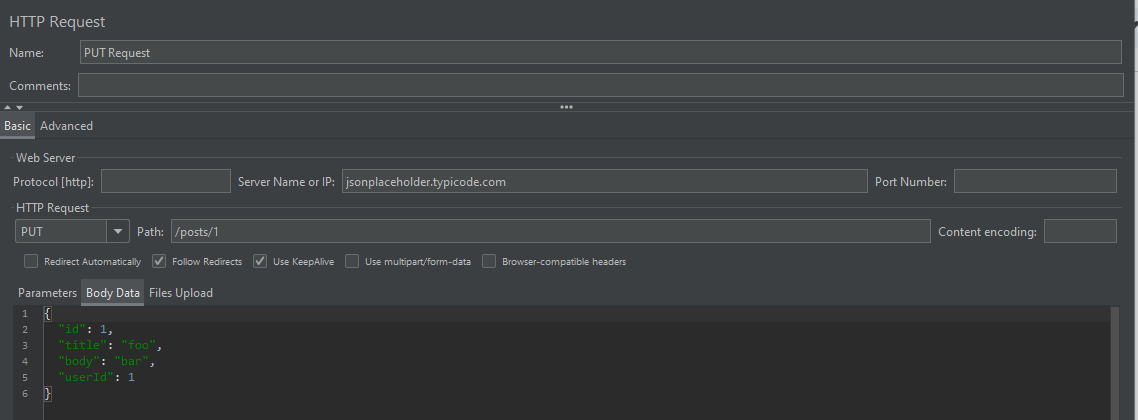 HTTP Request
Name: PUT Request
Comments:
Basic Advanced
Web Server
Protocol [http]: Server Name or IP: jsonplaceholder.typicode.com Port Number:
HTTP Request
PUT Path: /posts/1 Content encoding:
Redirect Automatically Follow Redirects Use KeepAlive Use multipart/form-data Browser-compatible headers
Parameters Body Data Files Upload
1 {
2 "id": 1,
3 "title": "foo",
4 "body": "bar",
5 "userId": 1
6 }